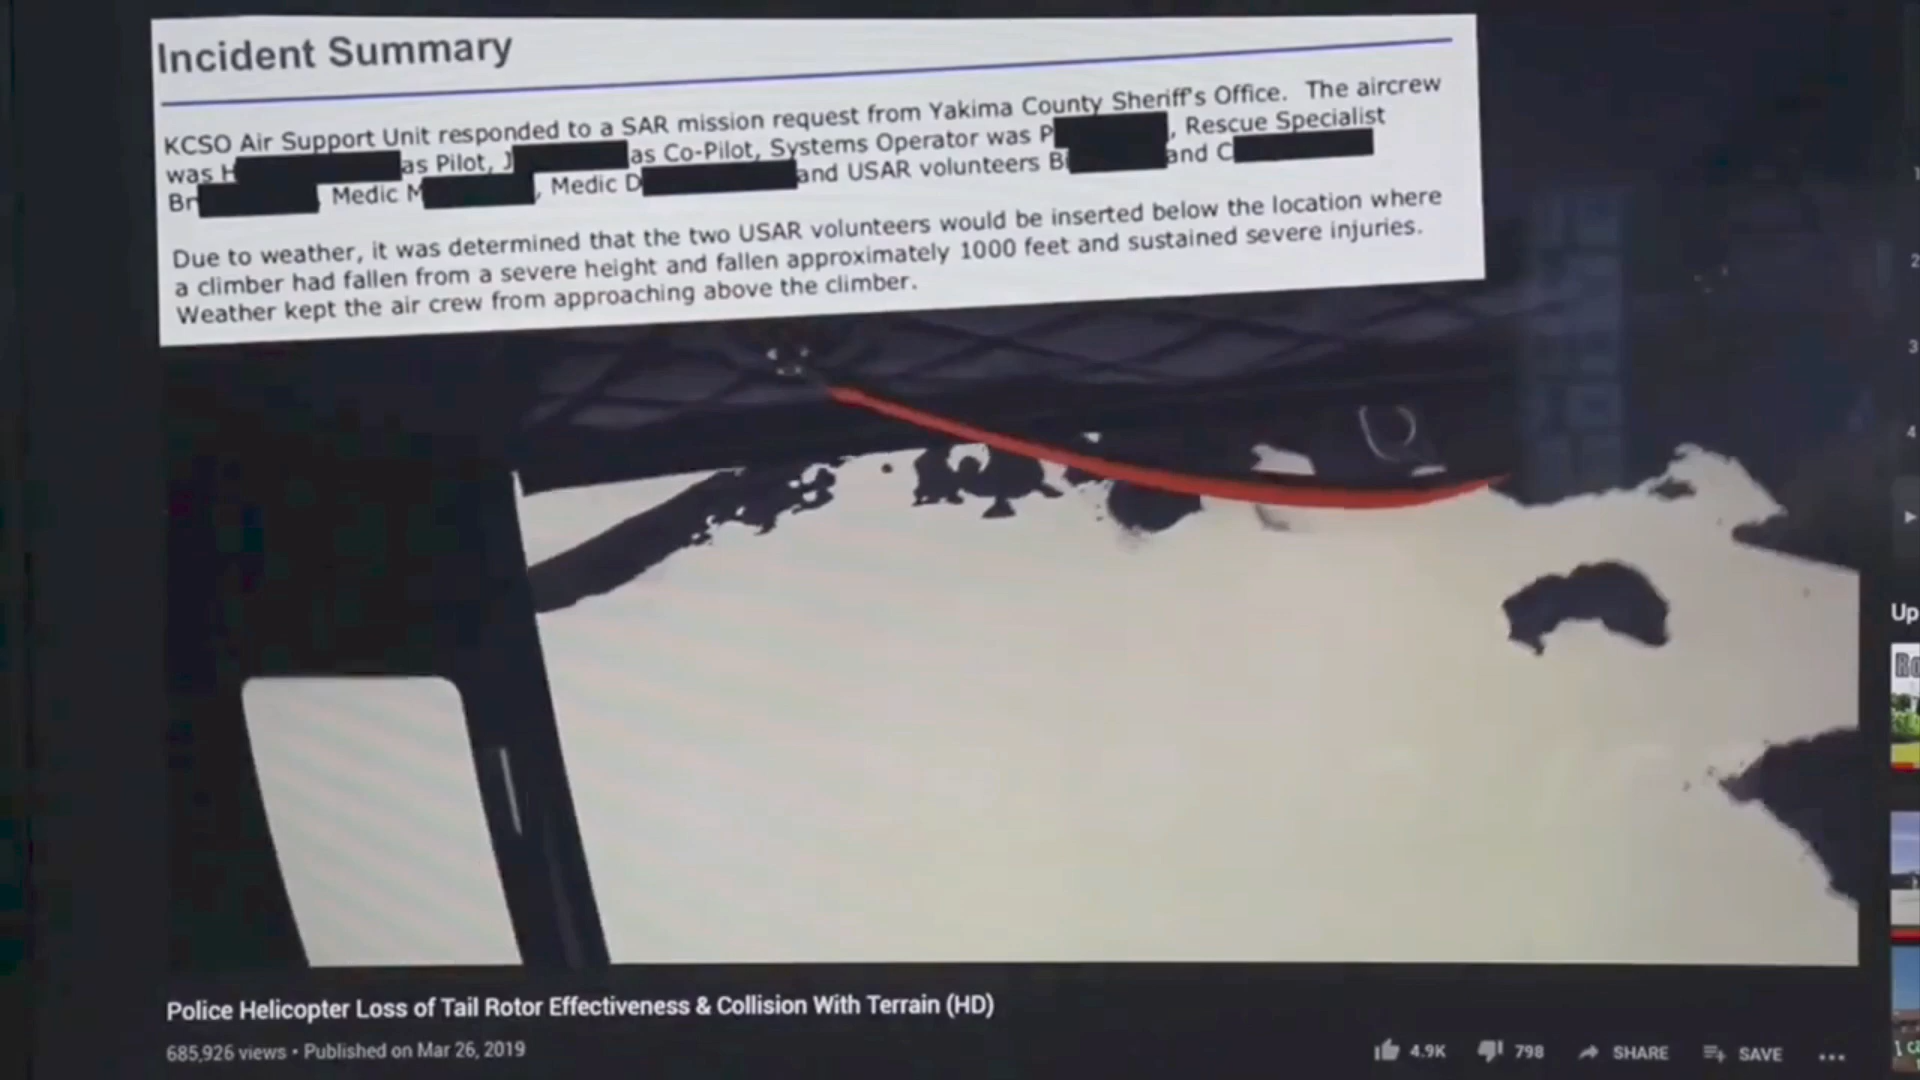 Incident Summary
KCSO Air Support Unit responded to a SAR mission request from Yakima County Sheriff's Office. The aircrew
was H as Pilot, J as Co-Pilot, Systems Operator was P , Rescue Specialist
Br , Medic M , Medic D and USAR volunteers B and C
Due to weather, it was determined that the two USAR volunteers would be inserted below the location where
a climber had fallen from a severe height and fallen approximately 1000 feet and sustained severe injuries.
Weather kept the air crew from approaching above the climber.
2
3
4
Up
Police Helicopter Loss of Tail Rotor Effectiveness & Collision With Terrain (HD)
685,926 views • Published on Mar 26, 2019
4.9K 798 SHARE SAVE